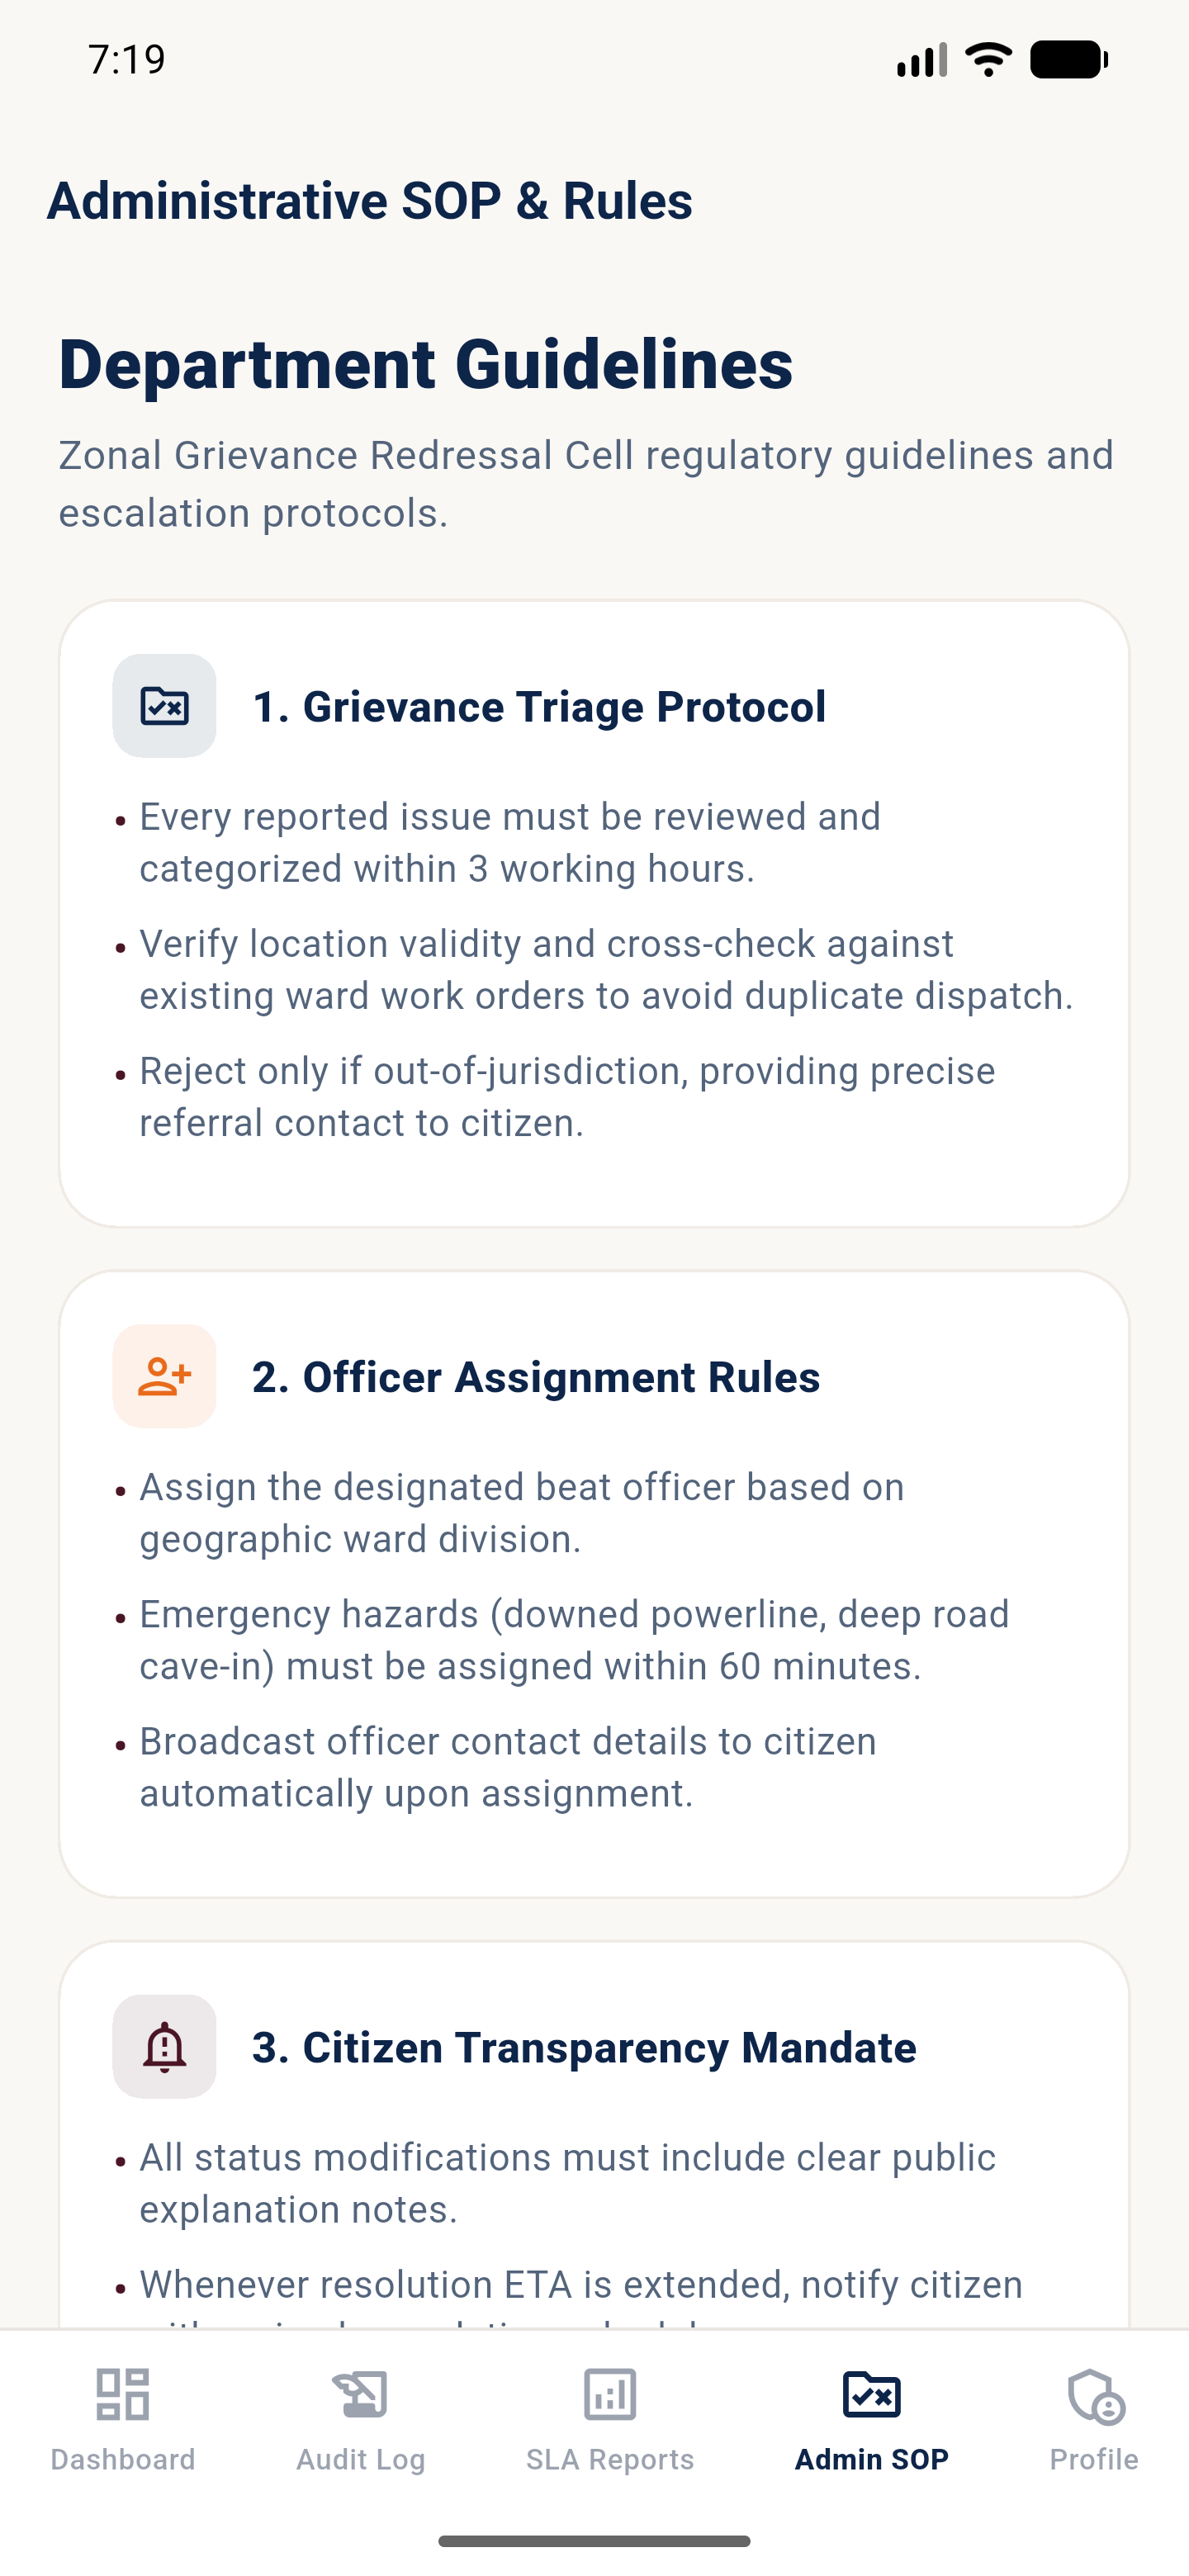 7:19
Administrative SOP & Rules
Department Guidelines
Zonal Grievance Redressal Cell regulatory guidelines and
escalation protocols.
1. Grievance Triage Protocol
• Every reported issue must be reviewed and
categorized within 3 working hours.
• Verify location validity and cross-check against
existing ward work orders to avoid duplicate dispatch.
• Reject only if out-of-jurisdiction, providing precise
referral contact to citizen.
2. Officer Assignment Rules
• Assign the designated beat officer based on
geographic ward division.
• Emergency hazards (downed powerline, deep road
cave-in) must be assigned within 60 minutes.
• Broadcast officer contact details to citizen
automatically upon assignment.
3. Citizen Transparency Mandate
• All status modifications must include clear public
explanation notes.
• Whenever resolution ETA is extended, notify citizen
Dashboard
Audit Log
SLA Reports
Admin SOP
Profile